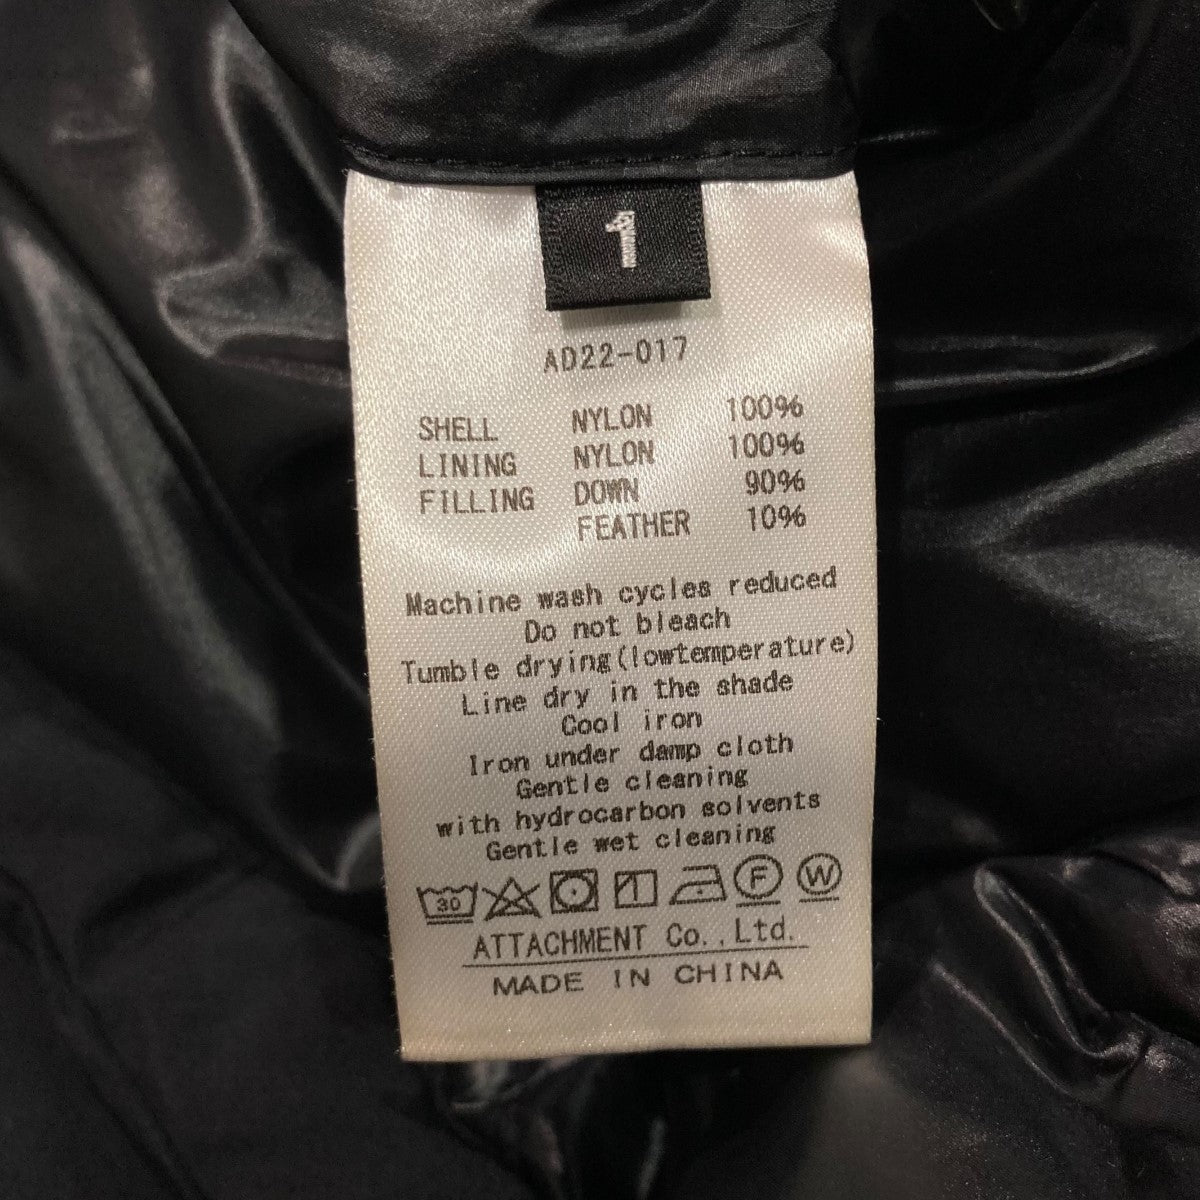 1
AD22-017
SHELL NYLON 100%
LINING NYLON 100%
FILLING DOWN 90%
FEATHER 10%
Machine wash cycles reduced
Do not bleach
Tumble drying(lowtemperature)
Line dry in the shade
Cool iron
Iron under damp cloth
Gentle cleaning
with hydrocarbon solvents
Gentle wet cleaning
30 F W
ATTACHMENT Co.,Ltd.
MADE IN CHINA